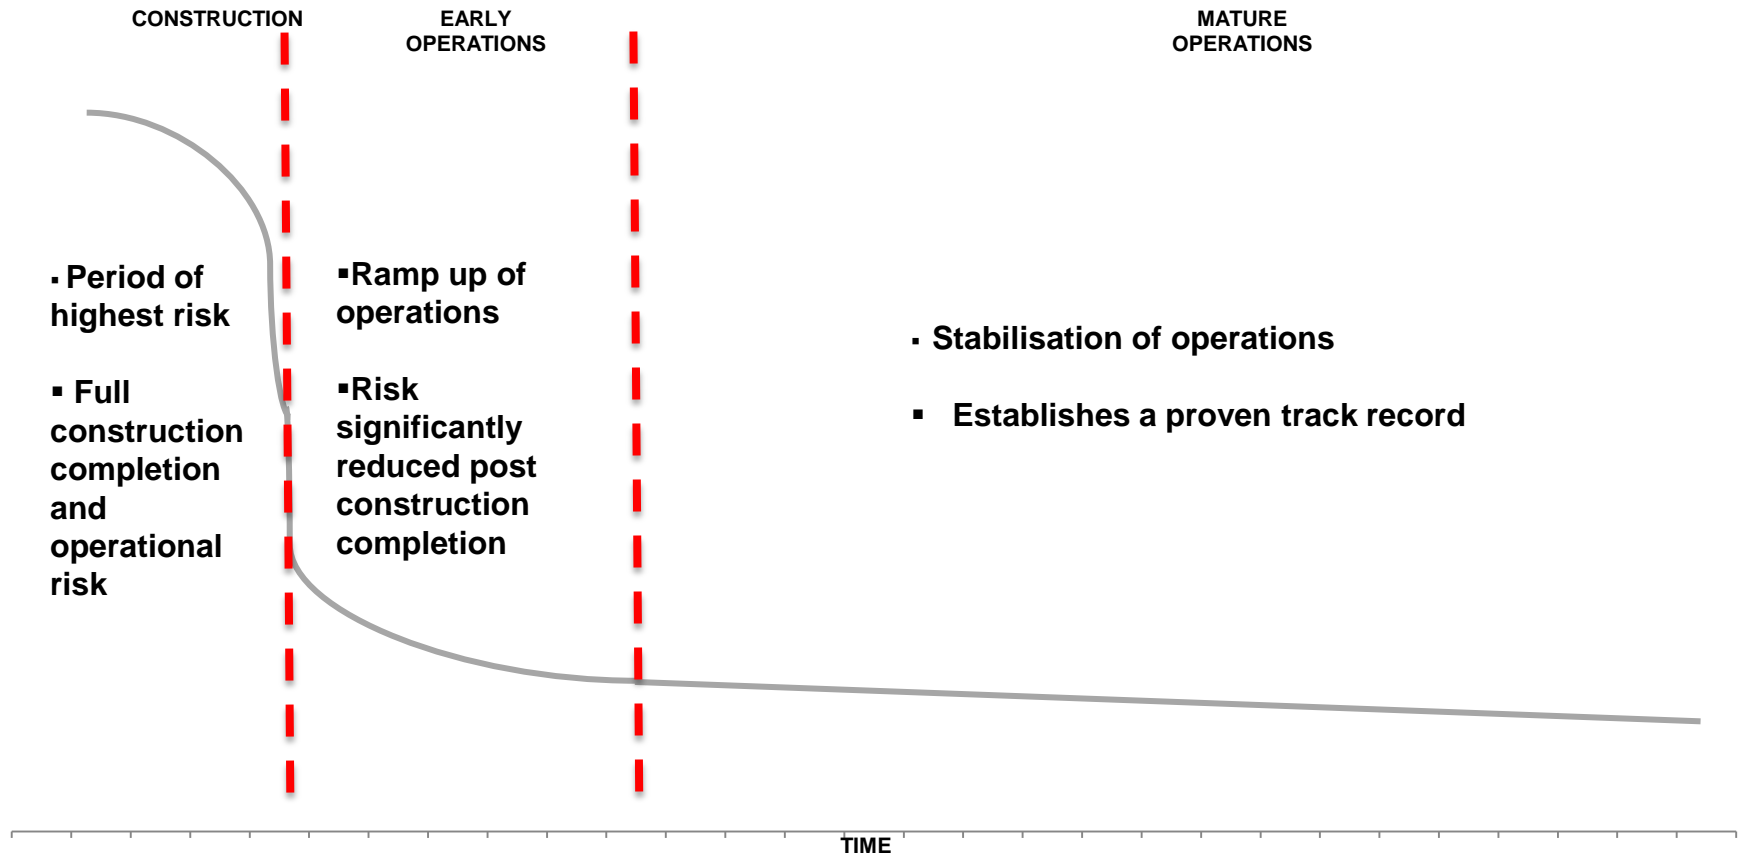 CONSTRUCTION
EARLY
OPERATIONS
MATURE
OPERATIONS
▪ Period of
highest risk
▪ Full
construction
completion
and
operational
risk
▪Ramp up of
operations
▪Risk
significantly
reduced post
construction
completion
▪ Stabilisation of operations
▪ Establishes a proven track record
TIME